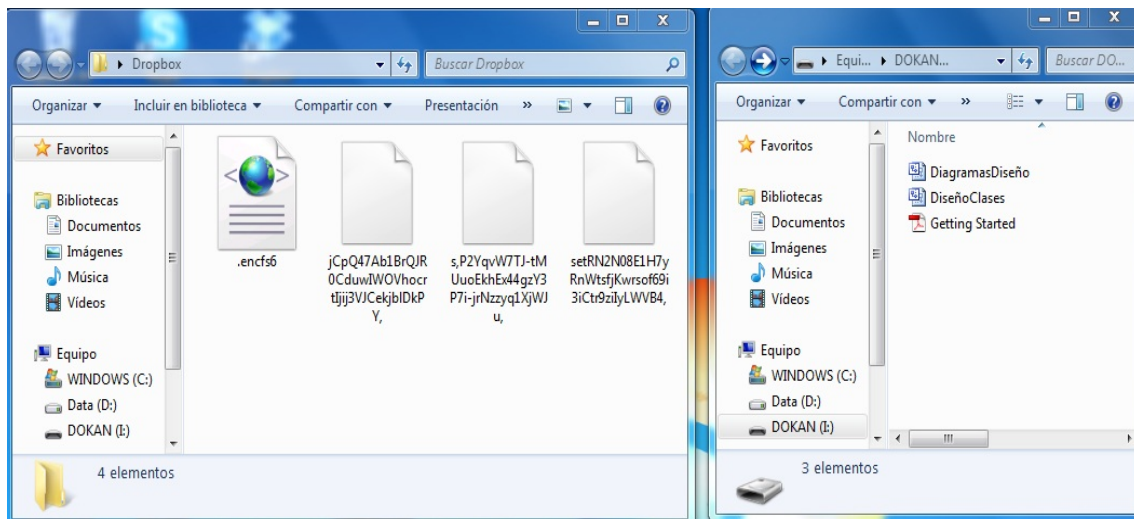 Dropbox
Buscar Dropbox
Organizar
Incluir en biblioteca
Compartir con
Presentación
»
Favoritos
Bibliotecas
Documentos
Imágenes
Música
Vídeos
Equipo
WINDOWS (C:)
Data (D:)
DOKAN (I:)
.encfs6
jCpQ47Ab1BrQJR
0CduwIWOVhocr
tJjij3VJCekjbIDkP
Y,
s,P2YqvW7TJ-tM
UuoEkhEx44gzY3
P7i-jrNzzyq1XjWJ
u,
setRN2N08E1H7y
RnWtsfjKwrsof69i
3iCtr9ziIyLWVB4,
4 elementos
Equi... DOKAN...
Buscar DO...
Organizar
Compartir con
»
Favoritos
Bibliotecas
Documentos
Imágenes
Música
Vídeos
Equipo
WINDOWS (C:)
Data (D:)
DOKAN (I:)
Nombre
DiagramasDiseño
DiseñoClases
Getting Started
3 elementos